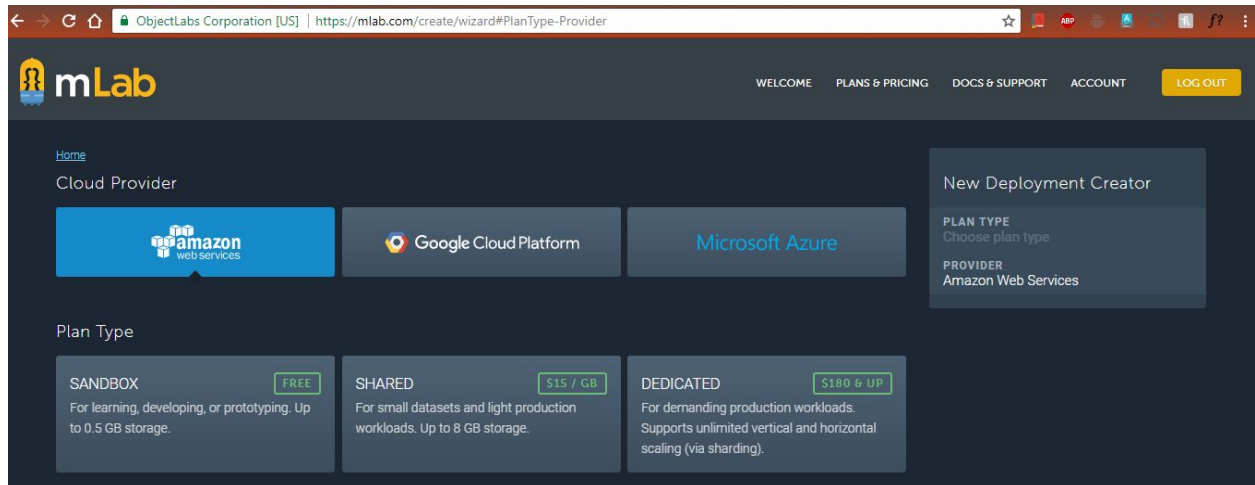 ObjectLabs Corporation [US] | https://mlab.com/create/wizard#PlanType-Provider
ABP
f?
mLab
WELCOME PLANS & PRICING DOCS & SUPPORT ACCOUNT LOG OUT
Home
Cloud Provider
amazon
web services
Google Cloud Platform
Microsoft Azure
New Deployment Creator
PLAN TYPE
Choose plan type
PROVIDER
Amazon Web Services
Plan Type
SANDBOX FREE
For learning, developing, or prototyping. Up
to 0.5 GB storage.
SHARED $15 / GB
For small datasets and light production
workloads. Up to 8 GB storage.
DEDICATED $180 & UP
For demanding production workloads.
Supports unlimited vertical and horizontal
scaling (via sharding).